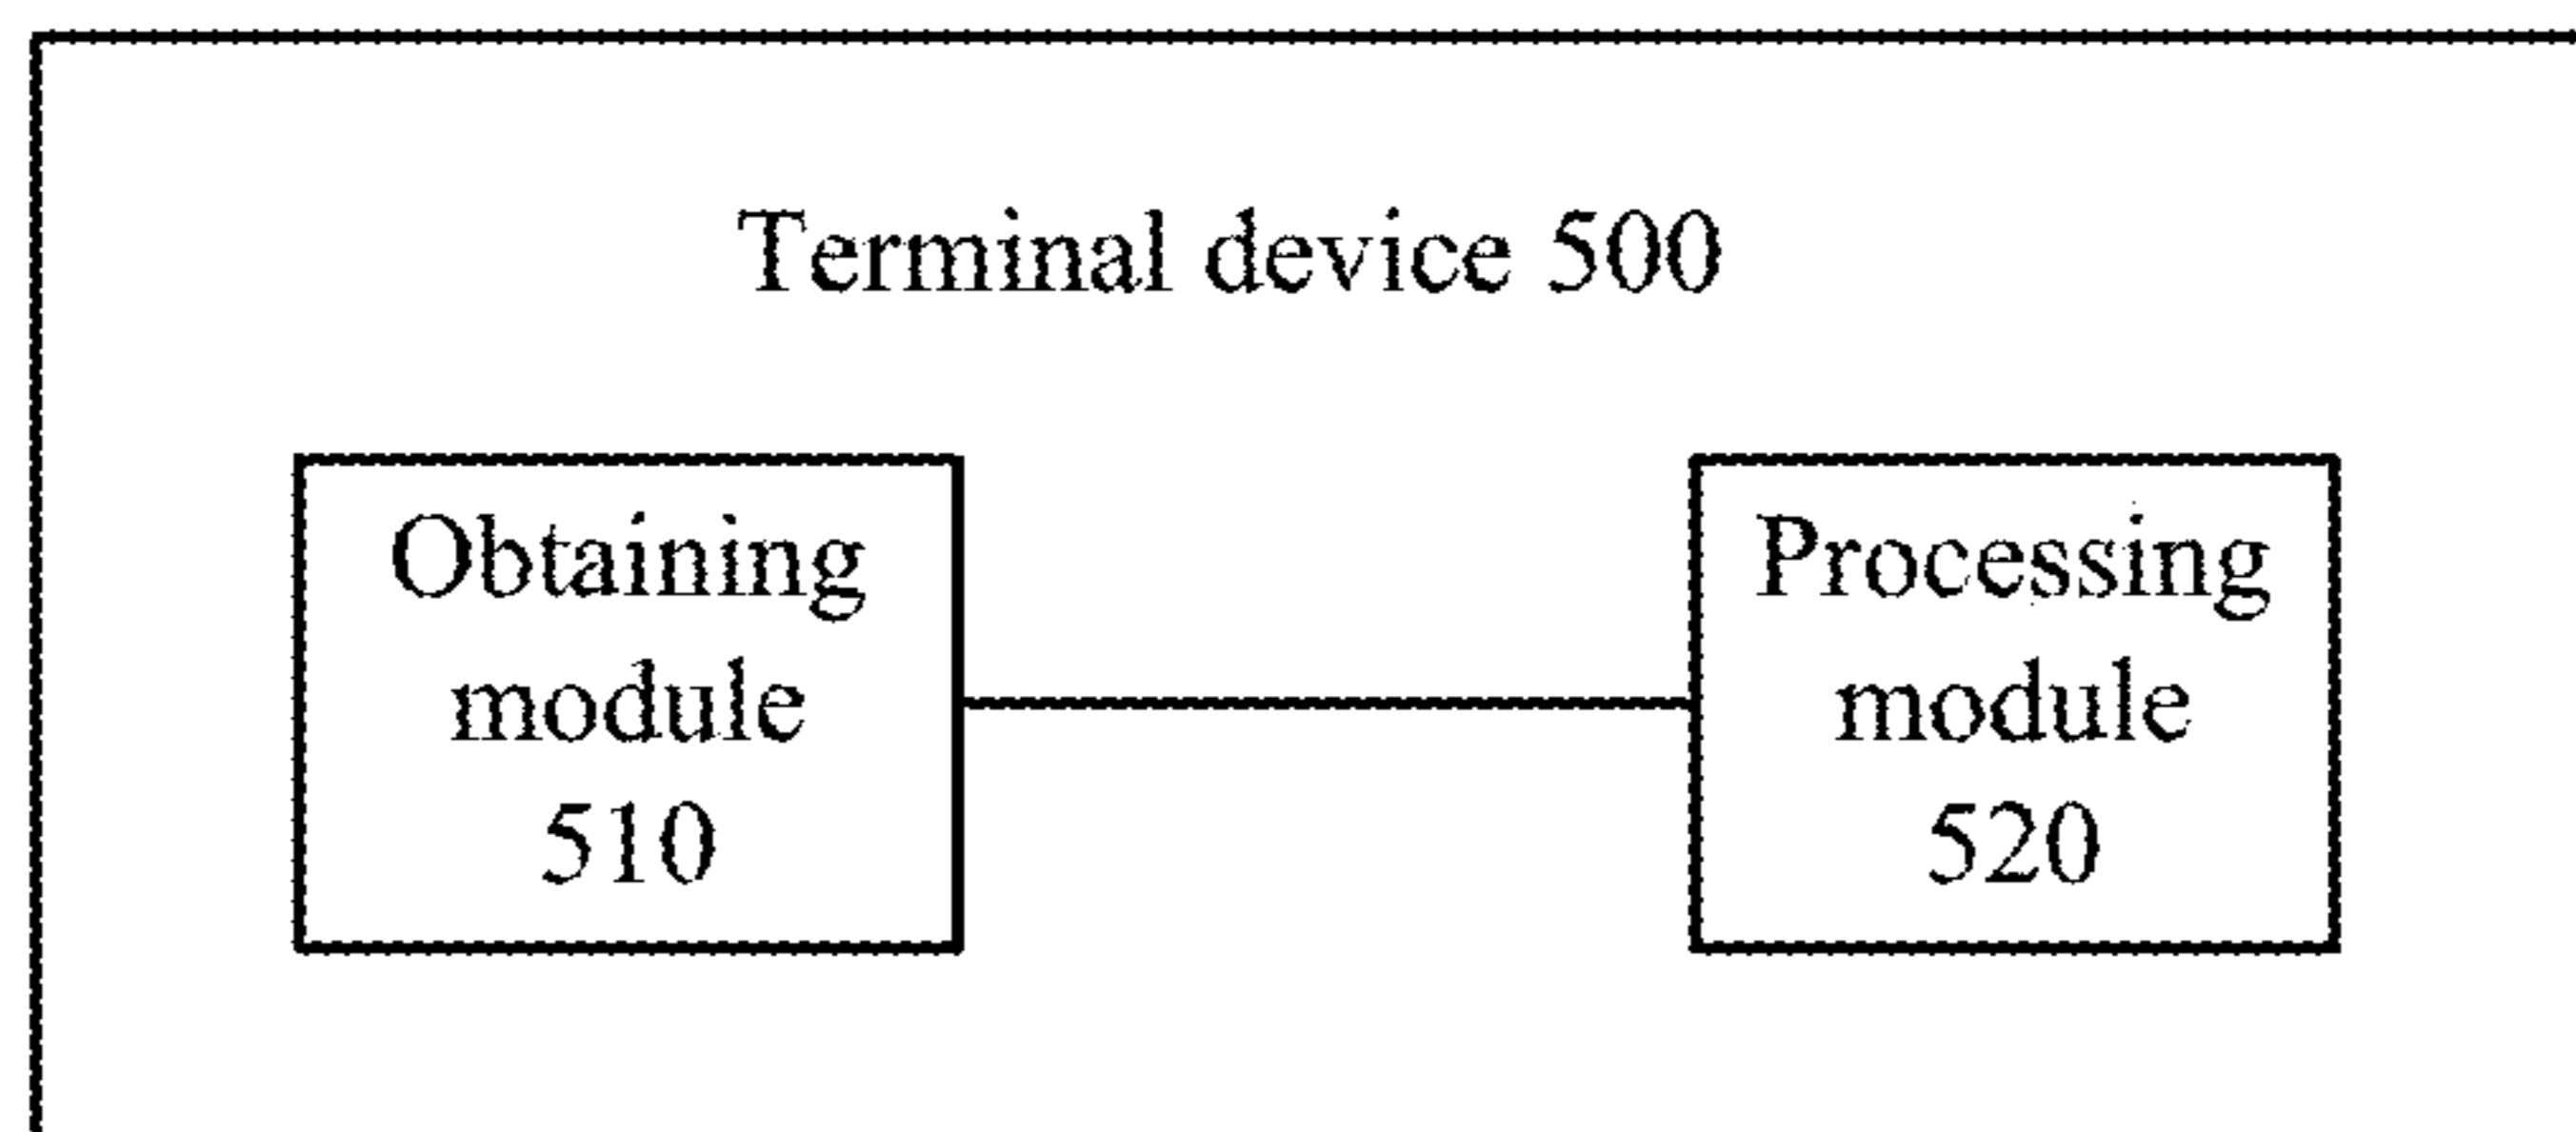 Terminal device 500
Obtaining
module
510
Processing
module
520